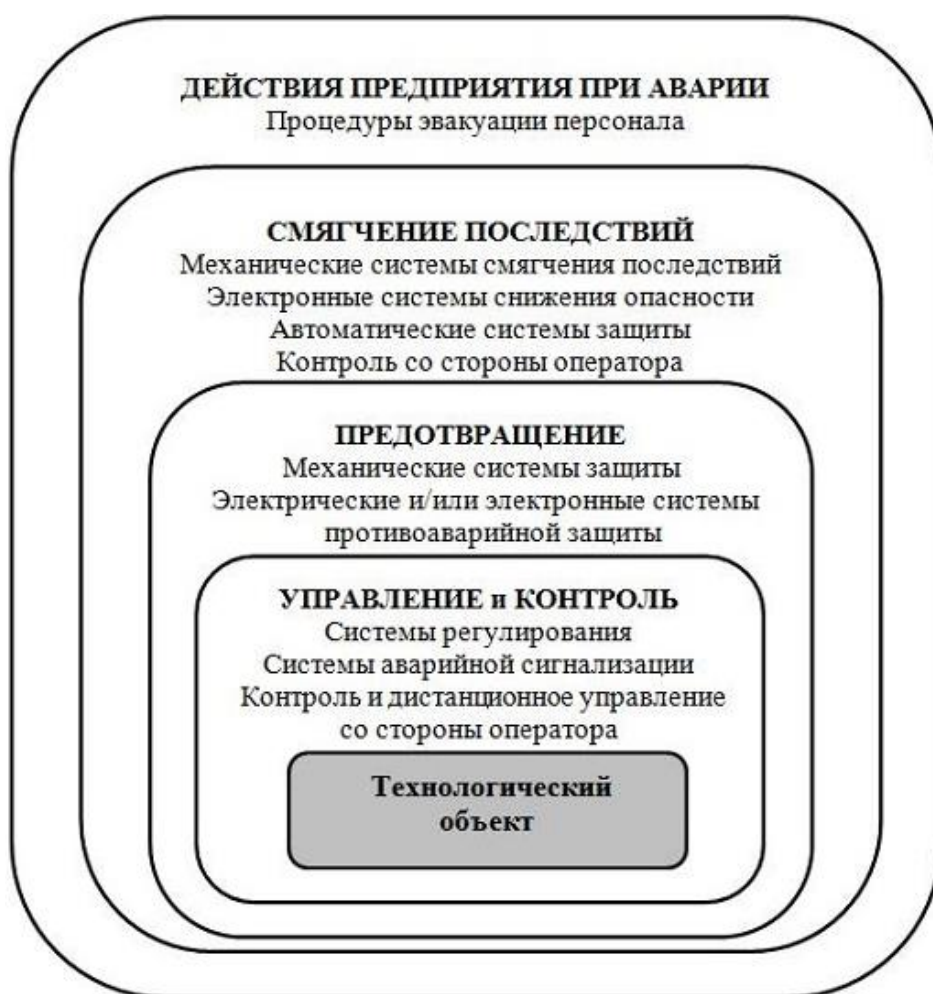 ДЕЙСТВИЯ ПРЕДПРИЯТИЯ ПРИ АВАРИИ
Процедуры эвакуации персонала
СМЯГЧЕНИЕ ПОСЛЕДСТВИЙ
Механические системы смягчения последствий
Электронные системы снижения опасности
Автоматические системы защиты
Контроль со стороны оператора
ПРЕДОТВРАЩЕНИЕ
Механические системы защиты
Электрические и/или электронные системы
противоаварийной защиты
УПРАВЛЕНИЕ и КОНТРОЛЬ
Системы регулирования
Системы аварийной сигнализации
Контроль и дистанционное управление
со стороны оператора
Технологический
объект